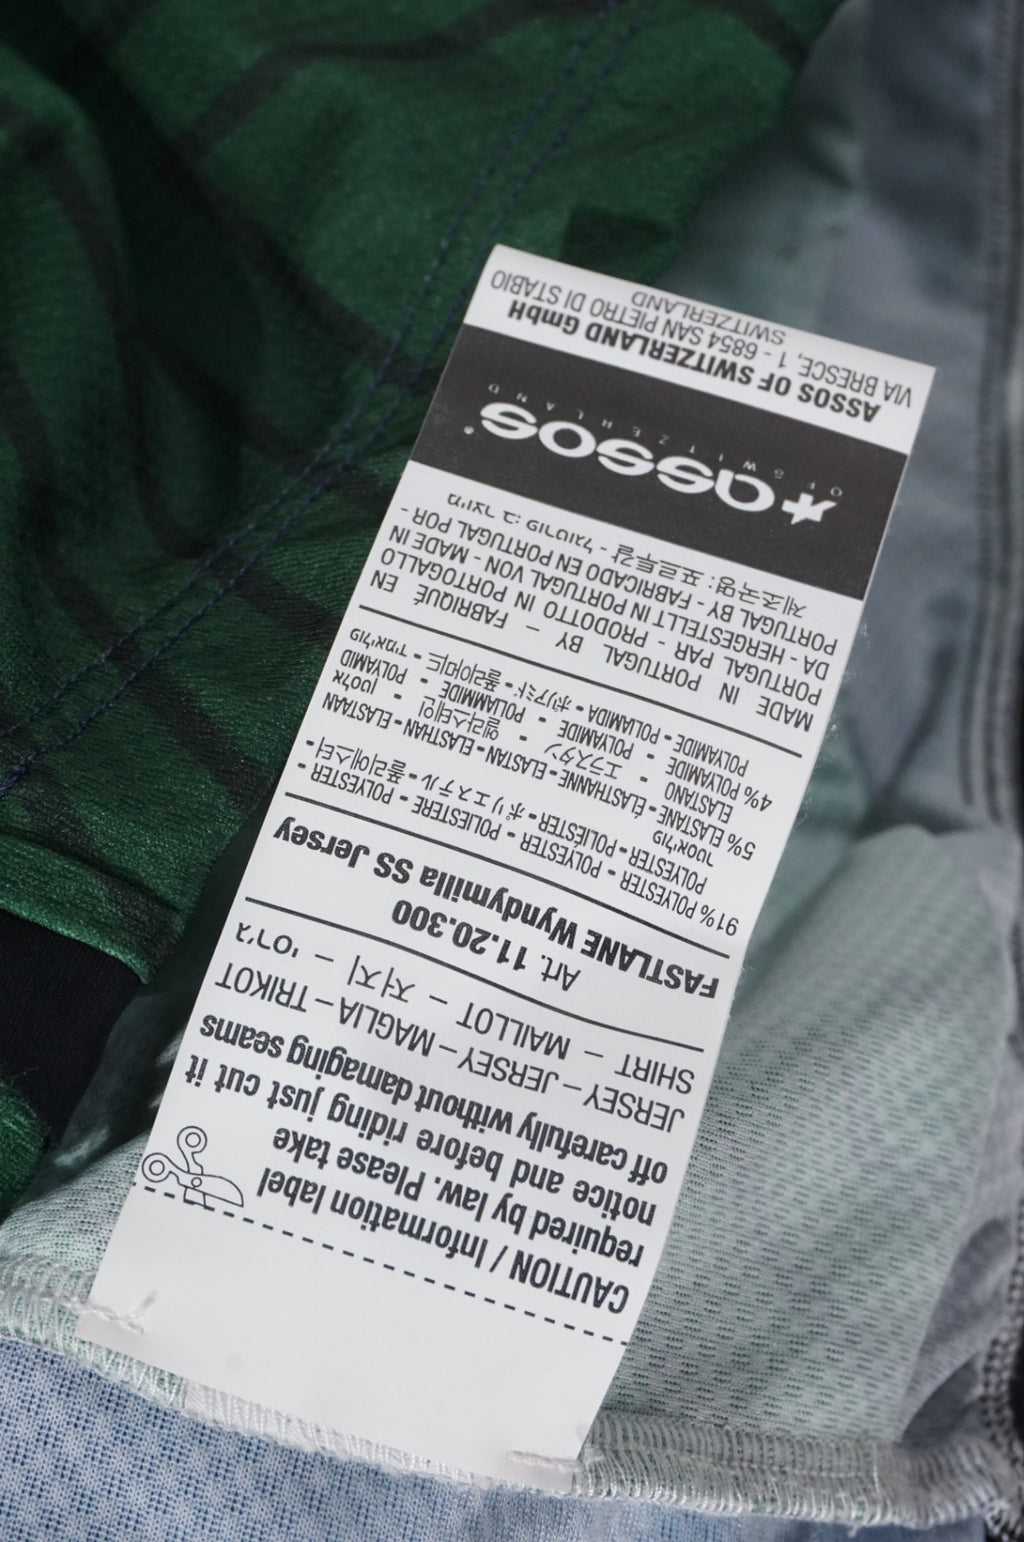 CAUTION / Information label
required by law. Please take
notice and before riding just cut it
off carefully without damaging seams
JERSEY – JERSEY – MAGLIA – TRIKOT
SHIRT – MAILLOT – 저지 – ג'רסי
Art. 11.20.300
FASTLANE Wyndymilla SS Jersey
91% POLYESTER - POLYESTER - POLIESTERE - POLYESTER -
POLYESTER - POLIÉSTER - ポリエステル - 폴리에스터 -
פוליאסטר
5% ELASTANE - ÉLASTHANNE - ELASTAN - ELASTHAN - ELASTAAN
ELASTANO - エラスタン - 엘라스테인 - אלסטן
4% POLYAMIDE - POLYAMIDE - POLIAMMIDE - POLYAMID
POLYAMIDE - POLIAMIDA - ポリアミド - 폴리아미드 - פוליאמיד
MADE IN PORTUGAL BY – FABRIQUÉ EN
PORTUGAL PAR - PRODOTTO IN PORTOGALLO
DA - HERGESTELLT IN PORTUGAL VON - MADE IN
PORTUGAL BY - FABRICADO EN PORTUGAL POR -
제조국명: 포르투갈 - מיוצר ב: פורטוגל
assos®
OF SWITZERLAND
ASSOS OF SWITZERLAND GmbH
VIA BRESCE, 1 - 6854 SAN PIETRO DI STABIO
SWITZERLAND